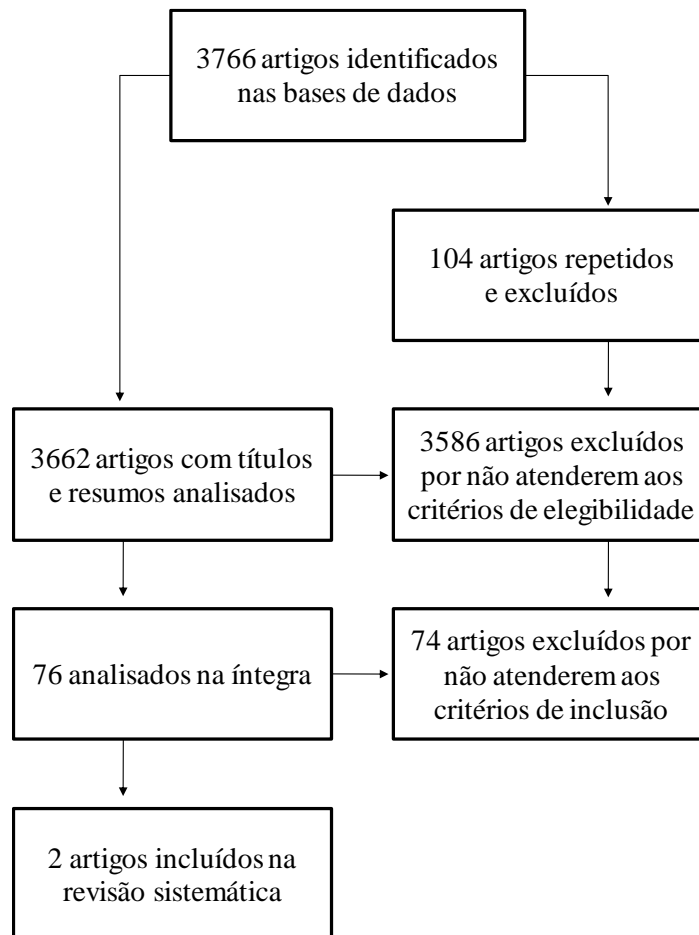 3766 artigos identificados
nas bases de dados
104 artigos repetidos
e excluídos
3662 artigos com títulos
e resumos analisados
3586 artigos excluídos
por não atenderem aos
critérios de elegibilidade
76 analisados na íntegra
74 artigos excluídos por
não atenderem aos
critérios de inclusão
2 artigos incluídos na
revisão sistemática